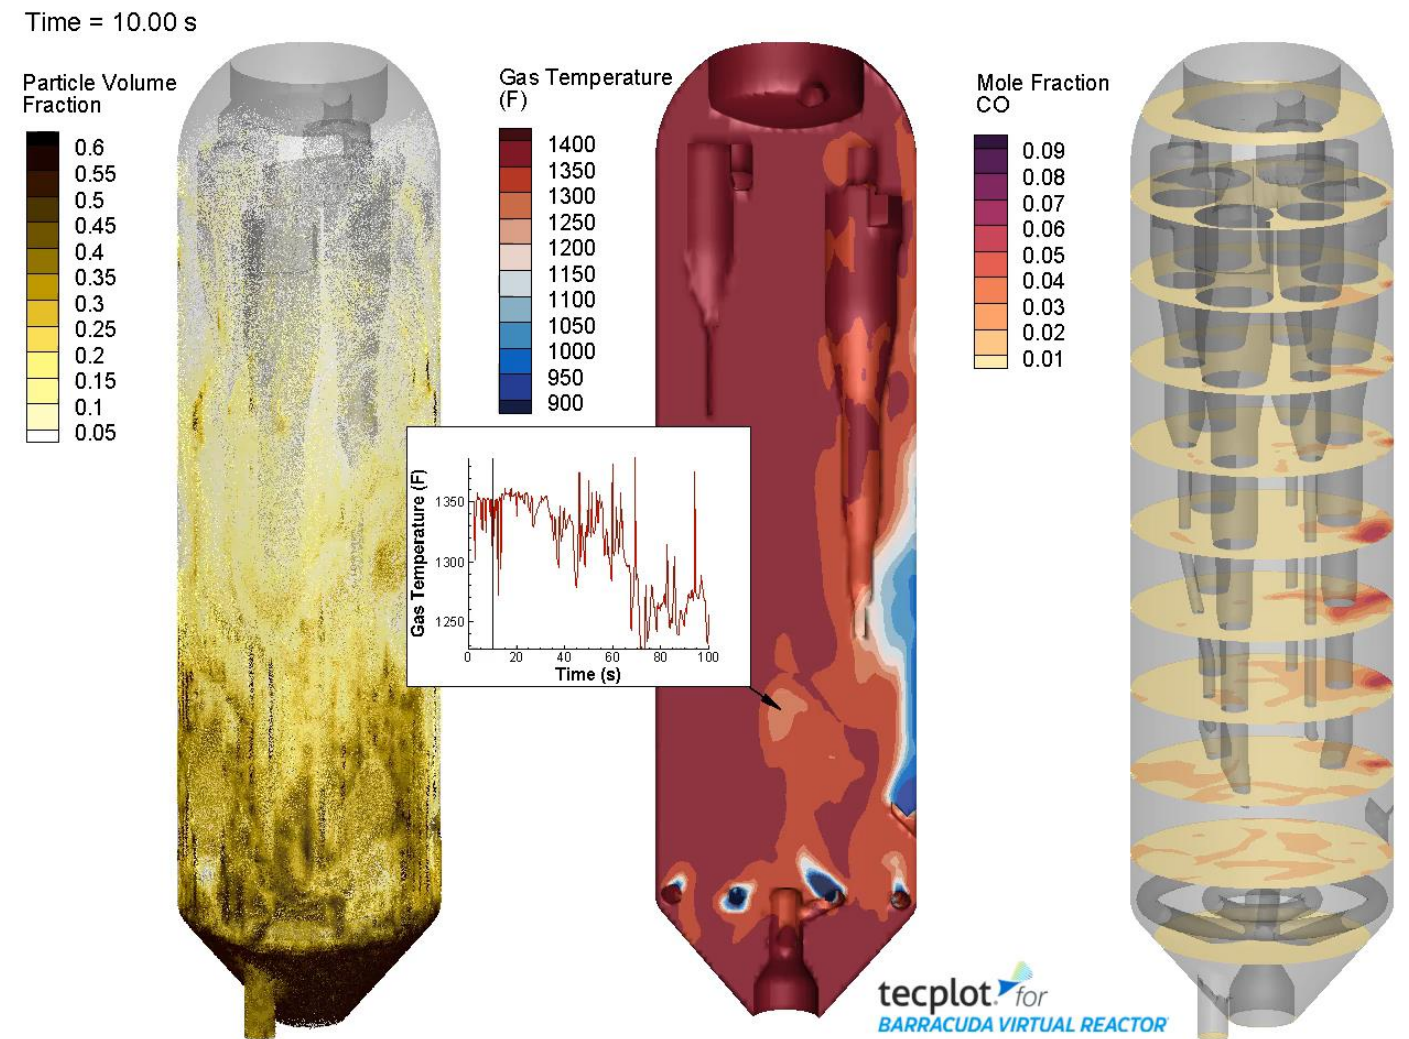 Time = 10.00 s
Particle Volume
Fraction
0.6
0.55
0.5
0.45
0.4
0.35
0.3
0.25
0.2
0.15
0.1
0.05
Gas Temperature
(F)
1400
1350
1300
1250
1200
1150
1100
1050
1000
950
900
Mole Fraction
CO
0.09
0.08
0.07
0.06
0.05
0.04
0.03
0.02
0.01
Gas Temperature (F)
1350
1300
1250
0 20 40 60 80 100
Time (s)
tecplot. for
BARRACUDA VIRTUAL REACTOR